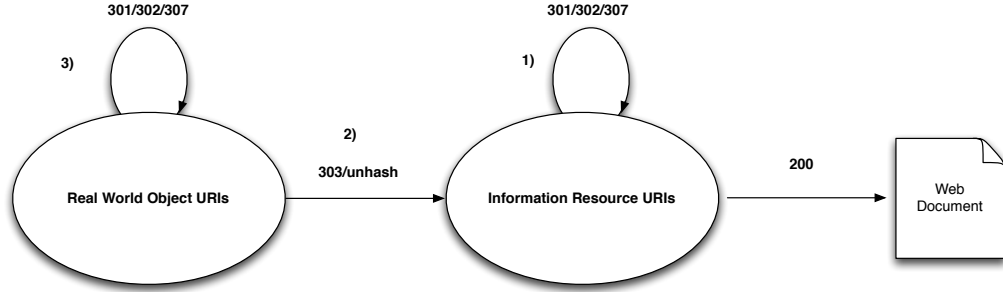 301/302/307
301/302/307
3)
1)
2)
303/unhash
200
Real World Object URIs
Information Resource URIs
Web
Document